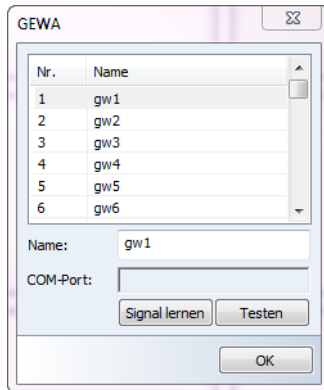 GEWA
Nr. Name
1 gw1
2 gw2
3 gw3
4 gw4
5 gw5
6 gw6
Name: gw1
COM-Port:
Signal lernen Testen
OK